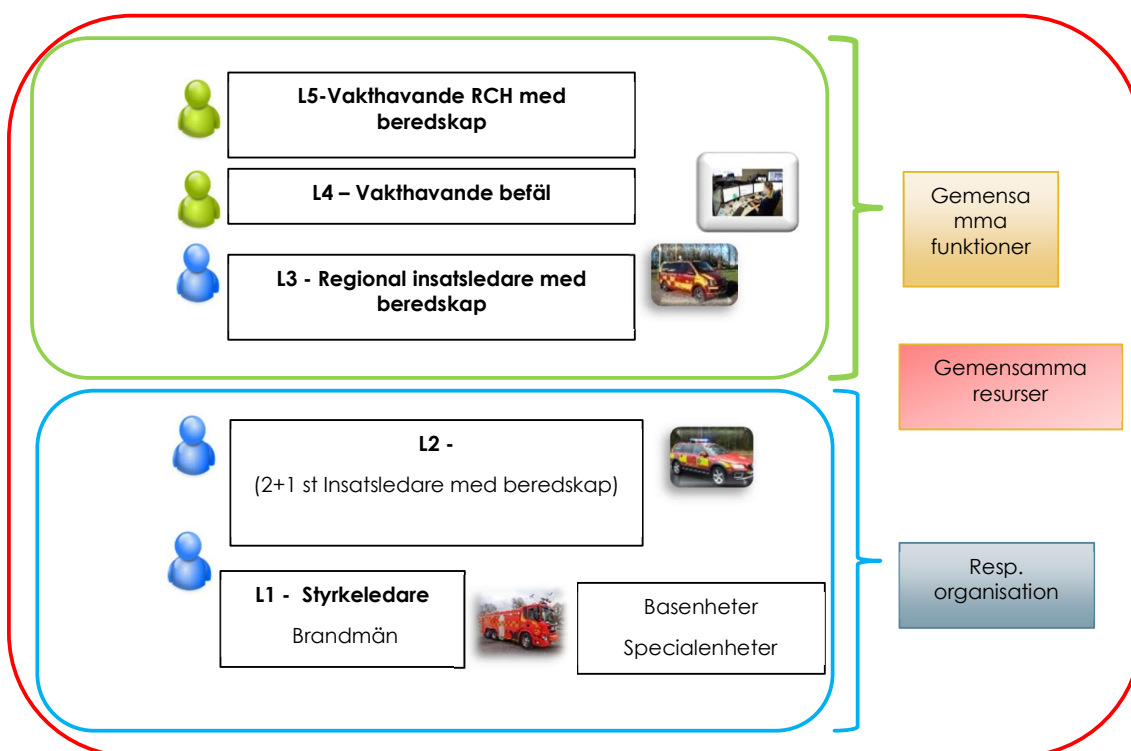 L5-Vakthavande RCH med
beredskap
L4 – Vakthavande befäl
L3 - Regional insatsledare med
beredskap
Gemensa
mma
funktioner
Gemensamma
resurser
L2 -
(2+1 st Insatsledare med beredskap)
L1 - Styrkeledare
Brandmän
Basenheter
Specialenheter
Resp.
organisation